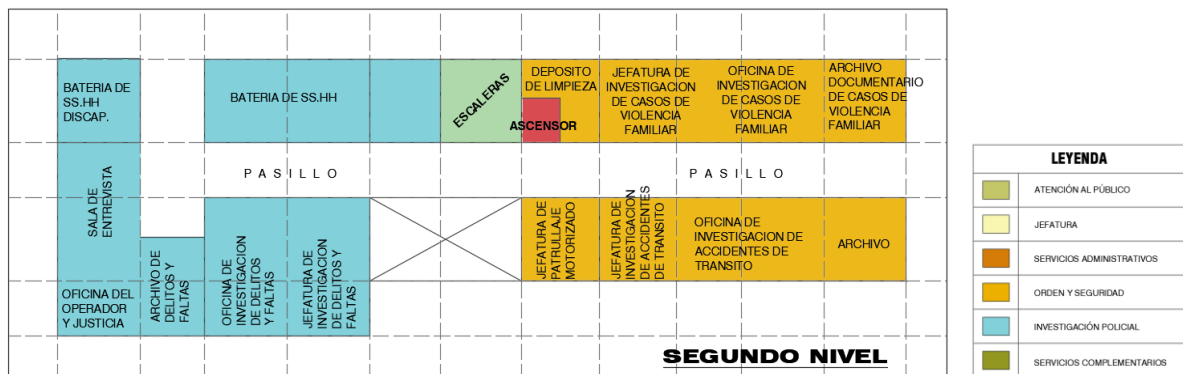 BATERIA DE
SS.HH
DISCAP.
BATERIA DE SS.HH
ESCALERAS
DEPOSITO
DE LIMPIEZA
ASCENSOR
JEFATURA DE
INVESTIGACION
DE CASOS DE
VIOLENCIA
FAMILIAR
OFICINA DE
INVESTIGACION
DE CASOS DE
VIOLENCIA
FAMILIAR
ARCHIVO
DOCUMENTARIO
DE CASOS DE
VIOLENCIA
FAMILIAR
PASILLO
PASILLO
SALA DE
ENTREVISTA
OFICINA DEL
OPERADOR
Y JUSTICIA
ARCHIVO DE
DELITOS Y
FALTAS
OFICINA DE
INVESTIGACION
DE DELITOS
Y FALTAS
JEFATURA DE
INVESTIGACION
DE DELITOS Y
FALTAS
JEFATURA DE
PATRULLAJE
MOTORIZADO
JEFATURA DE
INVESTIGACION
DE ACCIDENTES
DE TRANSITO
OFICINA DE
INVESTIGACION DE
ACCIDENTES DE
TRANSITO
ARCHIVO
SEGUNDO NIVEL
LEYENDA
ATENCIÓN AL PÚBLICO
JEFATURA
SERVICIOS ADMINISTRATIVOS
ORDEN Y SEGURIDAD
INVESTIGACIÓN POLICIAL
SERVICIOS COMPLEMENTARIOS